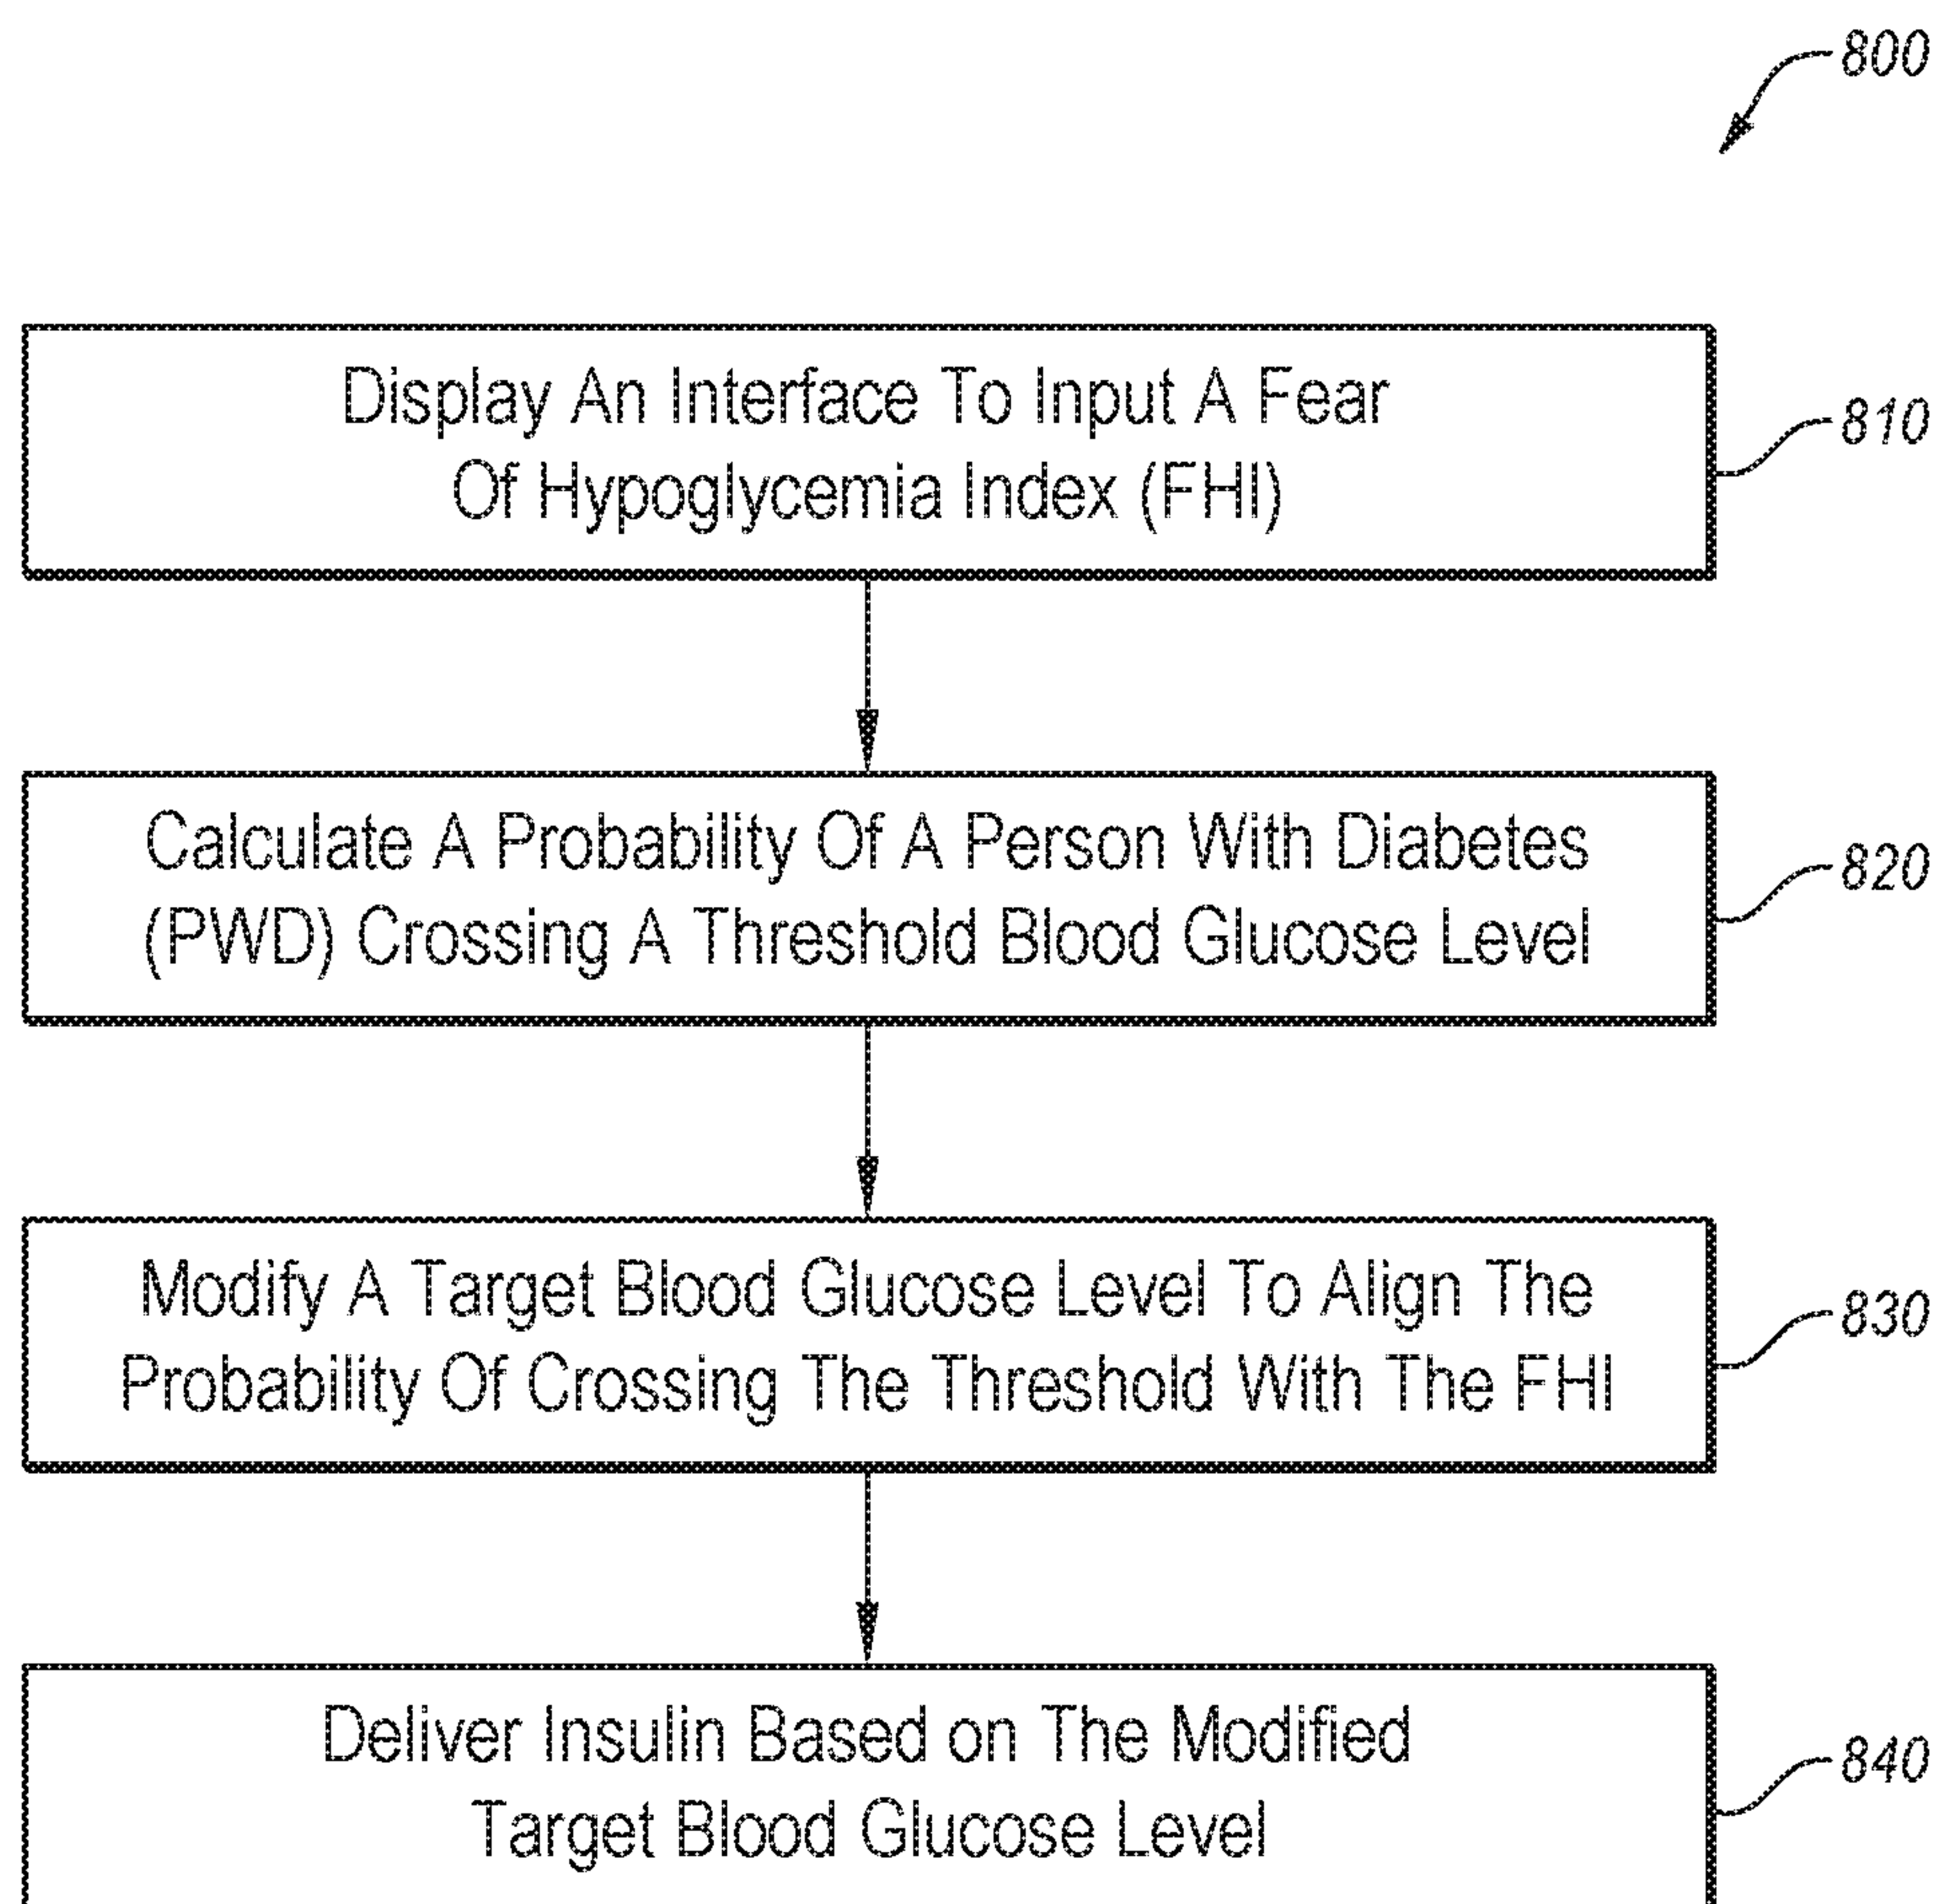 800
Display An Interface To Input A Fear
Of Hypoglycemia Index (FHI)
810
Calculate A Probability Of A Person With Diabetes
(PWD) Crossing A Threshold Blood Glucose Level
820
Modify A Target Blood Glucose Level To Align The
Probability Of Crossing The Threshold With The FHI
830
Deliver Insulin Based on The Modified
Target Blood Glucose Level
840